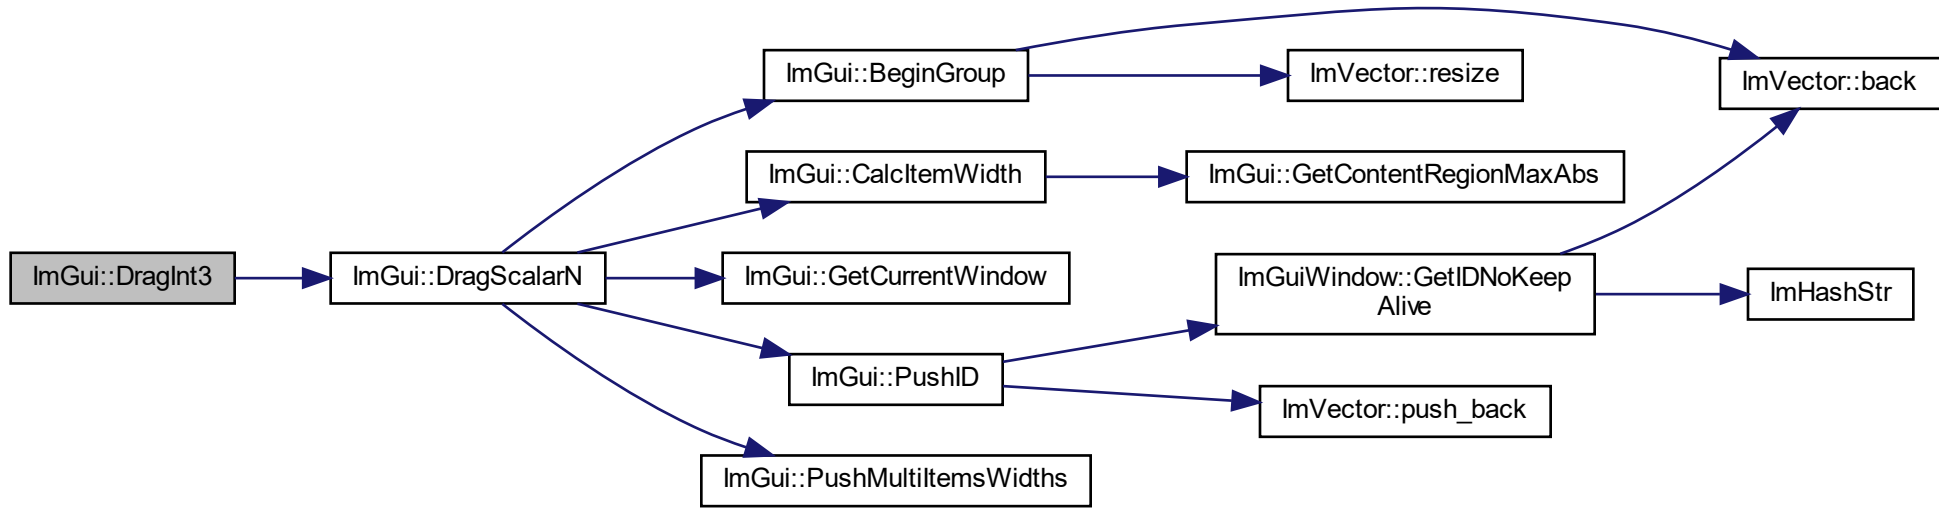 ImGui::DragInt3
ImGui::DragScalarN
ImGui::BeginGroup
ImGui::CalcItemWidth
ImGui::GetCurrentWindow
ImGui::PushID
ImGui::PushMultiItemsWidths
ImVector::resize
ImGui::GetContentRegionMaxAbs
ImGuiWindow::GetIDNoKeep
Alive
ImVector::push_back
ImVector::back
ImHashStr